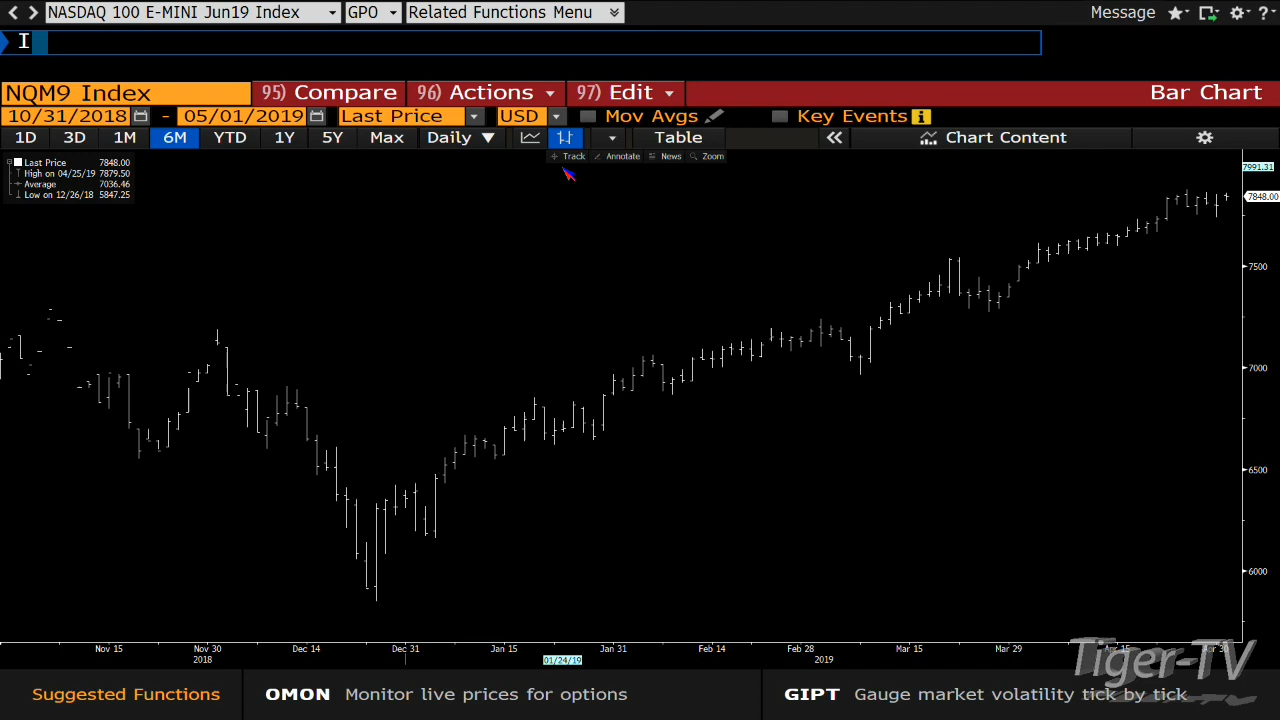 NASDAQ 100 E-MINI Jun19 Index GPO Related Functions Menu Message ?
NQM9 Index 95) Compare 96) Actions 97) Edit Bar Chart
10/31/2018 - 05/01/2019 Last Price USD Mov Avgs Key Events i
1D 3D 1M 6M YTD 1Y 5Y Max Daily ▼ Table « Chart Content
Track Annotate News Zoom
Last Price 7848.00
High on 04/25/19 7879.50
Average 7036.46
Low on 12/26/18 5847.25
7991.31
7848.00
7500
7000
6500
6000
Nov 15 Nov 30 Dec 14 Dec 31 Jan 15 Jan 31 Feb 14 Feb 28 Mar 15 Mar 29 Apr 15 Apr 30
2018 01/24/19 2019
Tiger-TV
Suggested Functions OMON Monitor live prices for options GIPT Gauge market volatility tick by tick